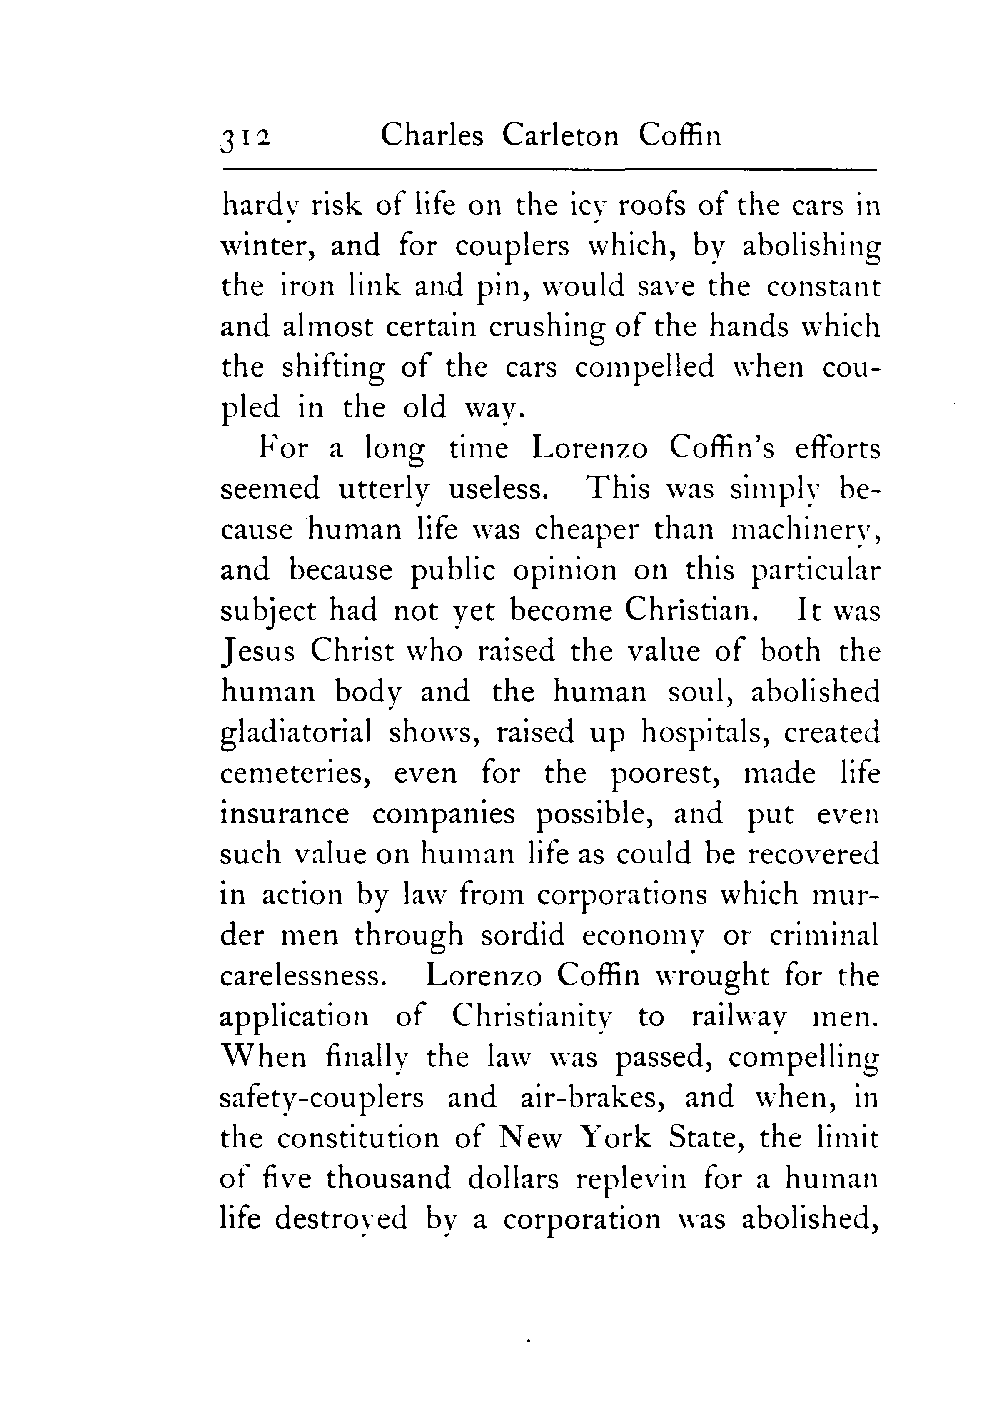 312 Charles Carleton Coffin
hardy risk of life on the icy roofs of the cars in
winter, and for couplers which, by abolishing
the iron link and pin, would save the constant
and almost certain crushing of the hands which
the shifting of the cars compelled when cou-
pled in the old way.
For a long time Lorenzo Coffin's efforts
seemed utterly useless. This was simply be-
cause human life was cheaper than machinery,
and because public opinion on this particular
subject had not yet become Christian. It was
Jesus Christ who raised the value of both the
human body and the human soul, abolished
gladiatorial shows, raised up hospitals, created
cemeteries, even for the poorest, made life
insurance companies possible, and put even
such value on human life as could be recovered
in action by law from corporations which mur-
der men through sordid economy or criminal
carelessness. Lorenzo Coffin wrought for the
application of Christianity to railway men.
When finally the law was passed, compelling
safety-couplers and air-brakes, and when, in
the constitution of New York State, the limit
of five thousand dollars replevin for a human
life destroyed by a corporation was abolished,